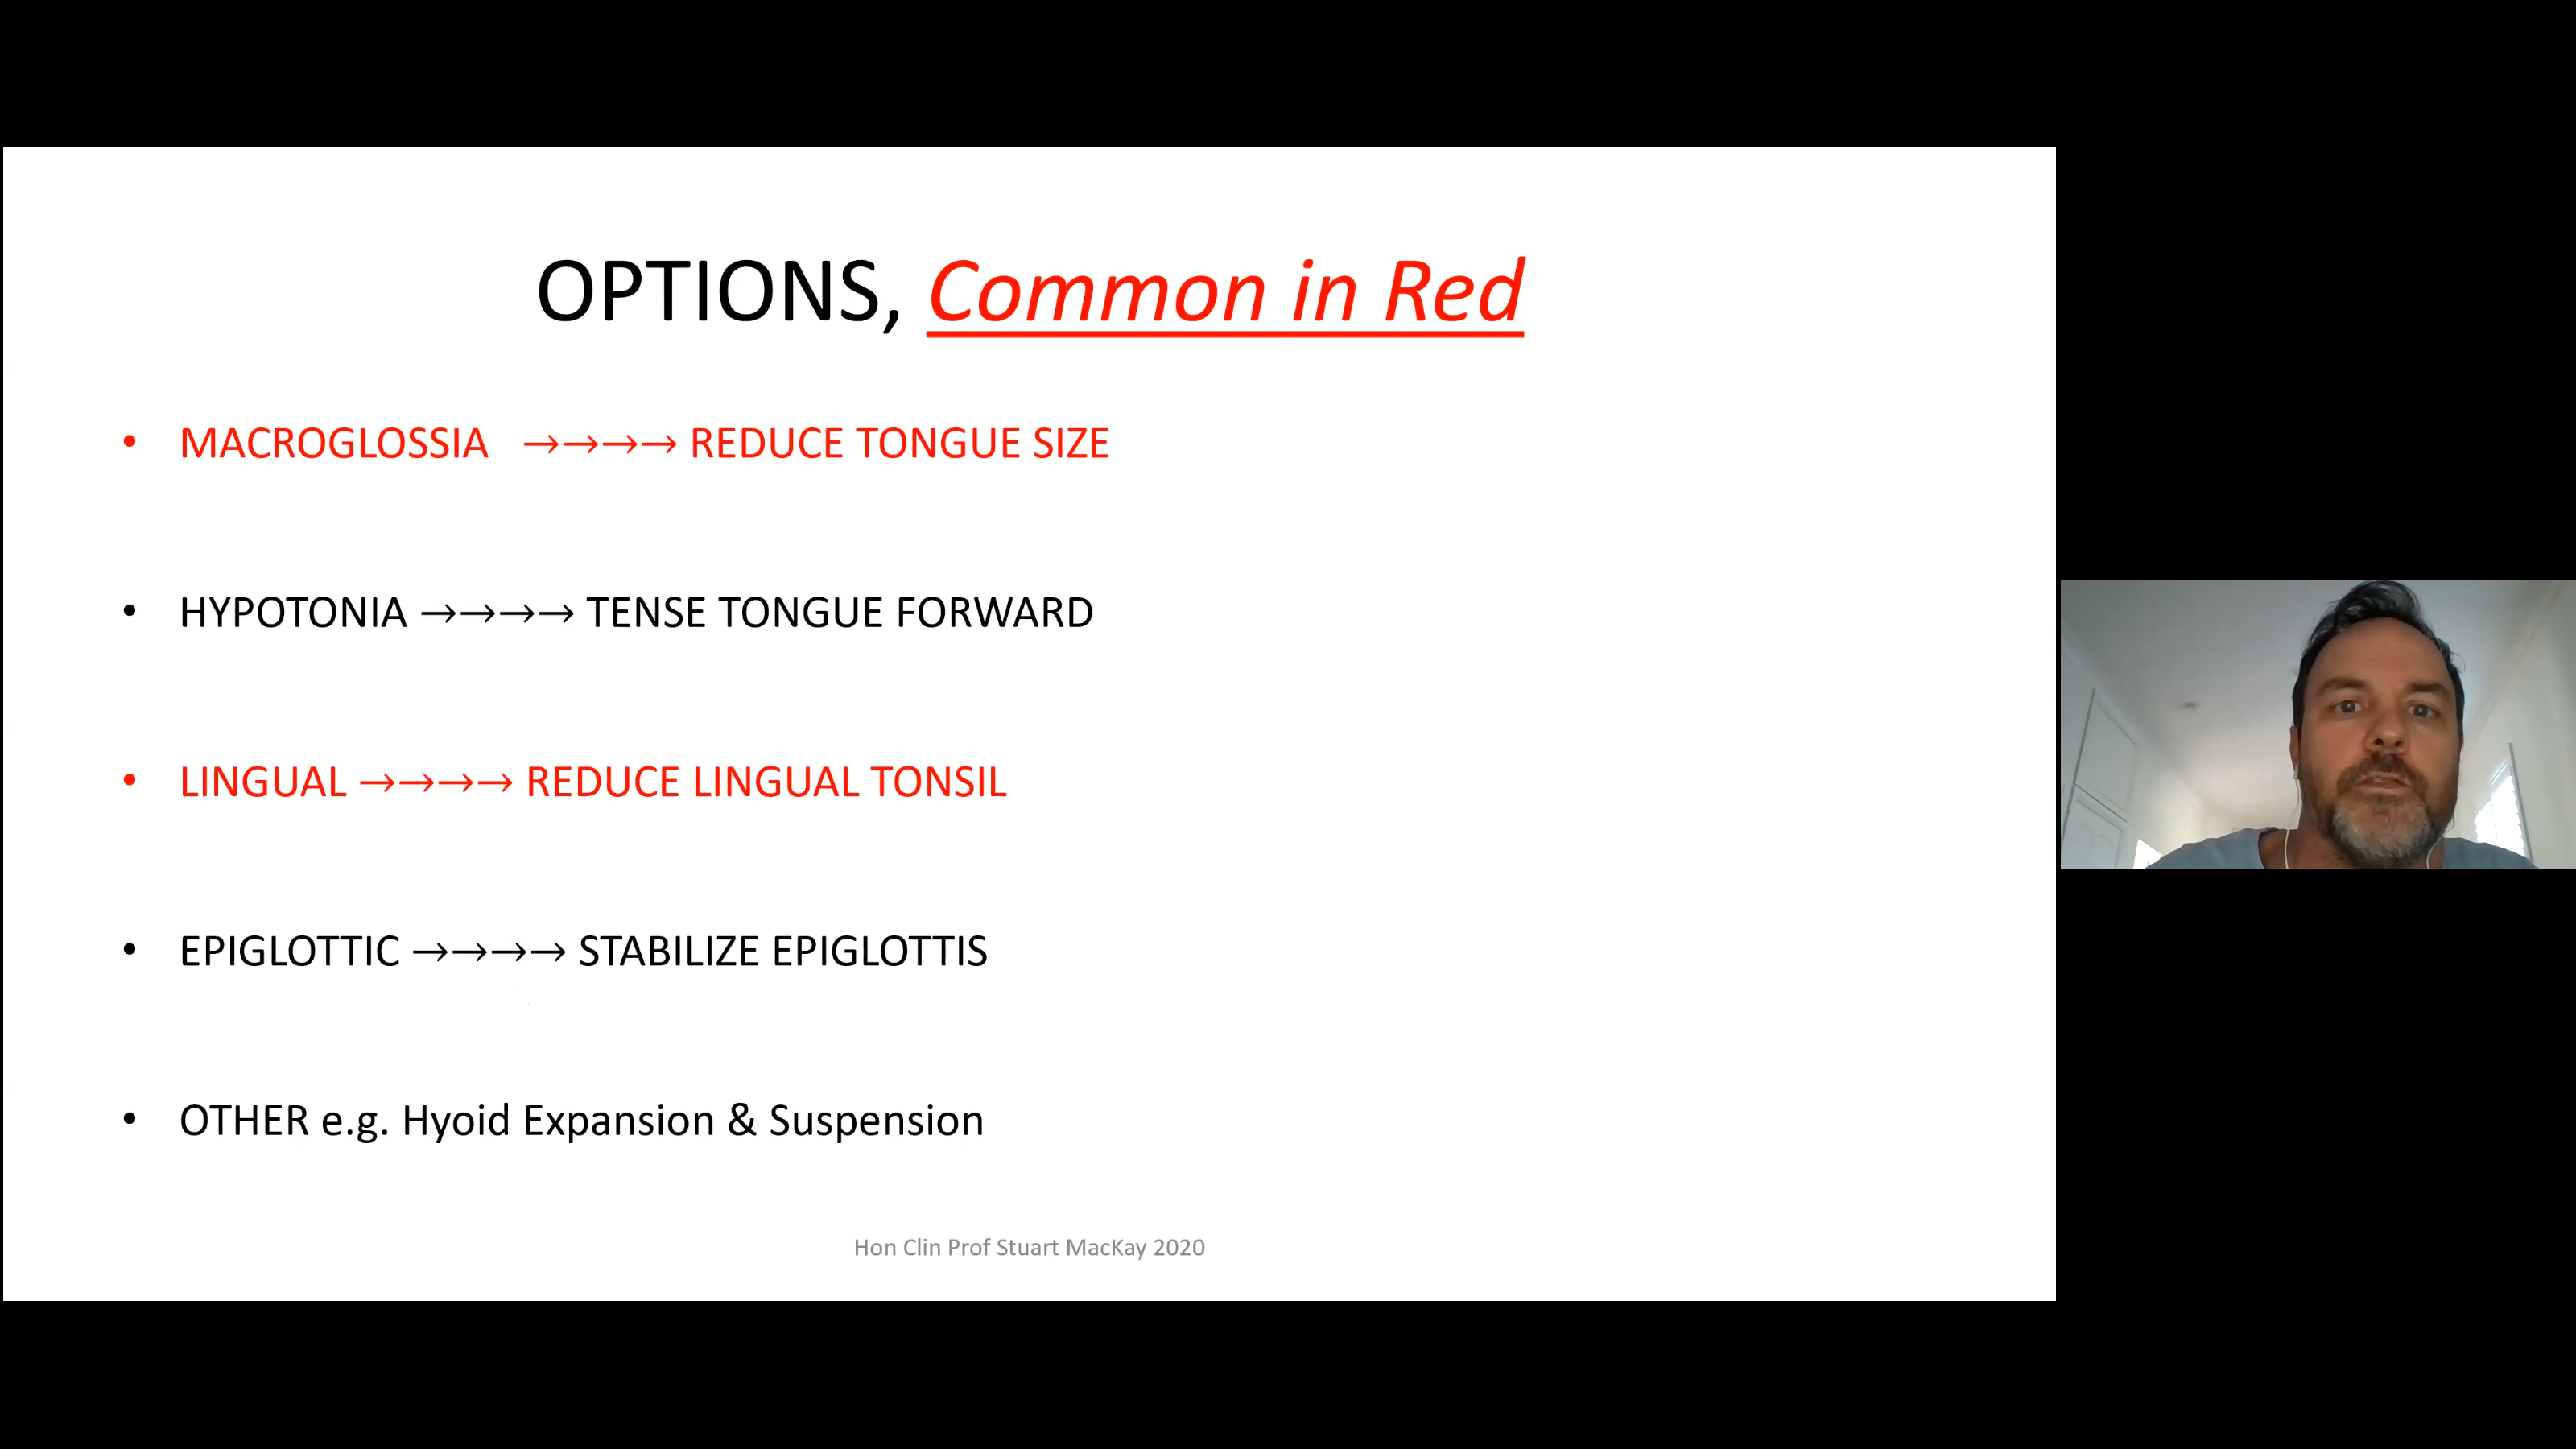 OPTIONS, Common in Red
• MACROGLOSSIA →→→→ REDUCE TONGUE SIZE
• HYPOTONIA →→→→ TENSE TONGUE FORWARD
• LINGUAL →→→→ REDUCE LINGUAL TONSIL
• EPIGLOTTIC →→→→ STABILIZE EPIGLOTTIS
• OTHER e.g. Hyoid Expansion & Suspension
Hon Clin Prof Stuart MacKay 2020